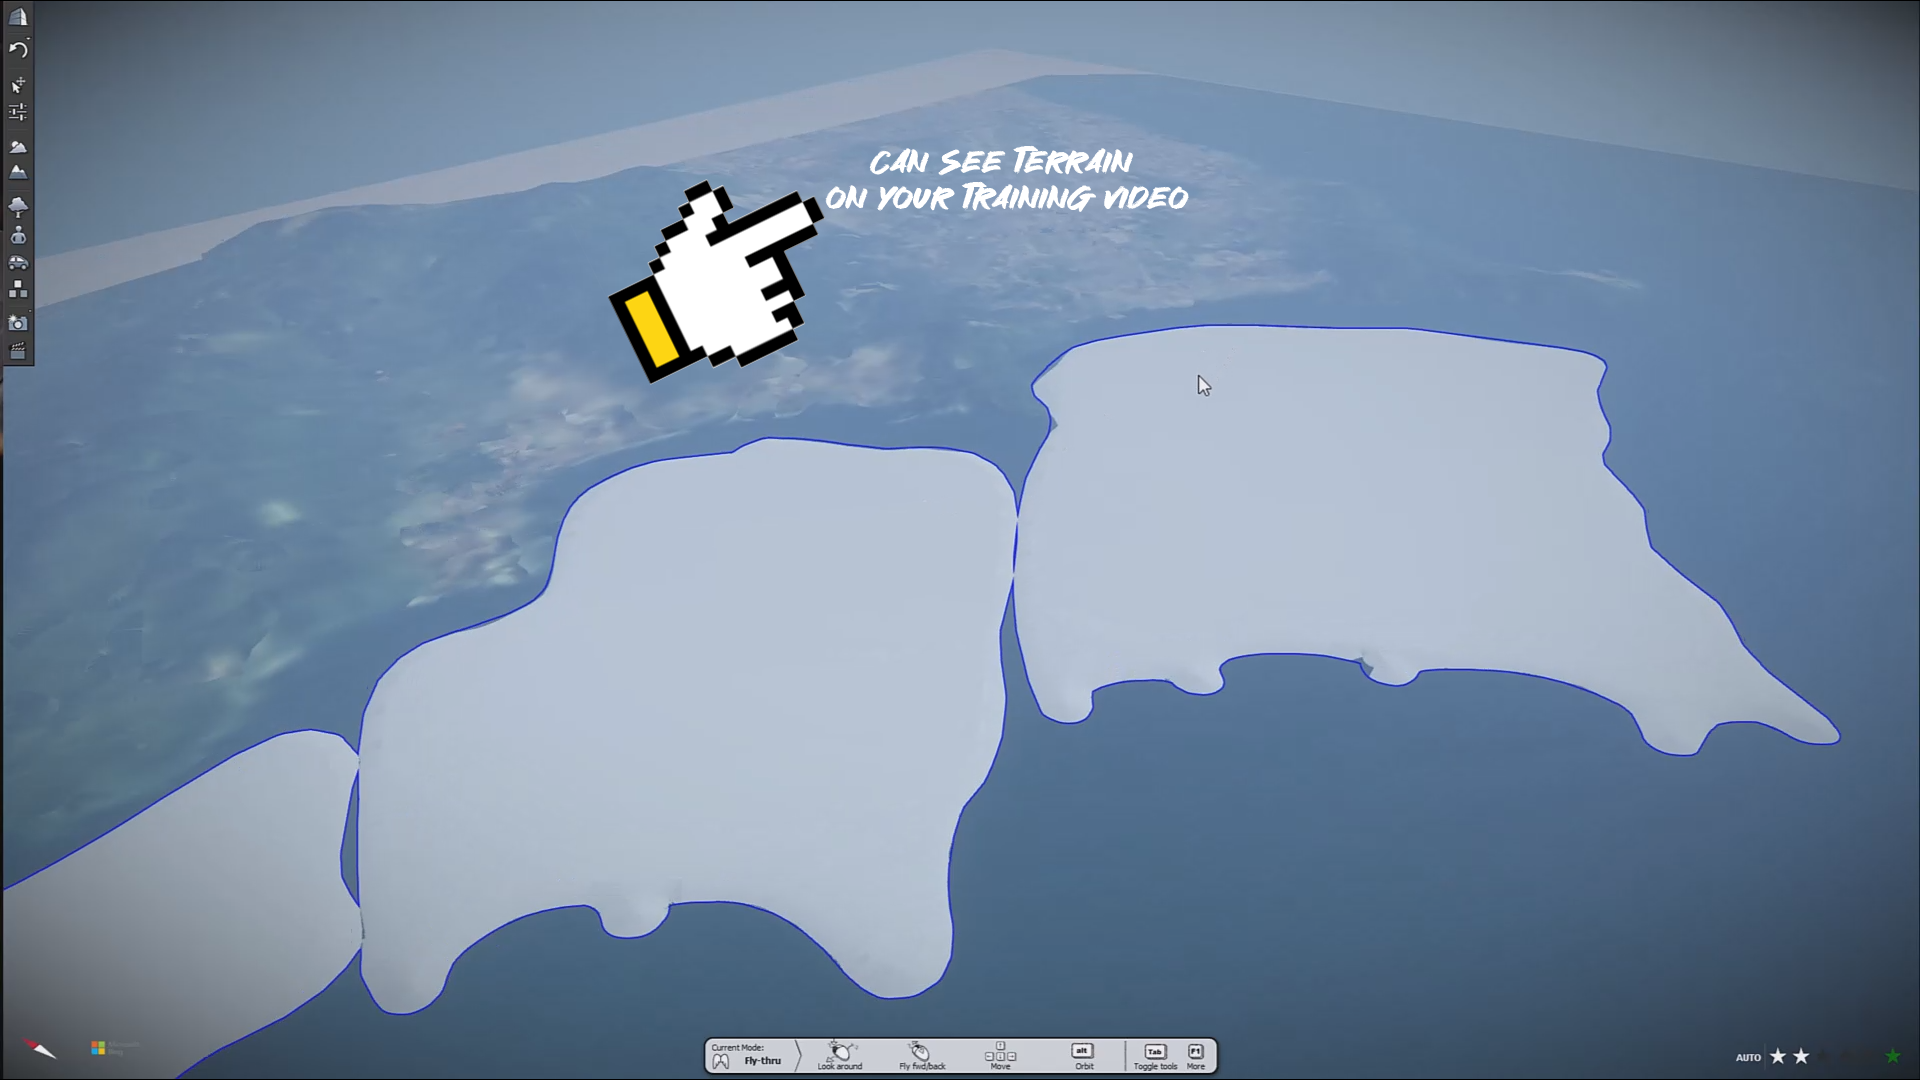 CAN SEE TERRAIN
ON YOUR TRAINING VIDEO
Current Mode:
Fly-thru
Look around
Fly fwd/back
Move
alt
Orbit
Tab
Toggle tools
F1
More
AUTO